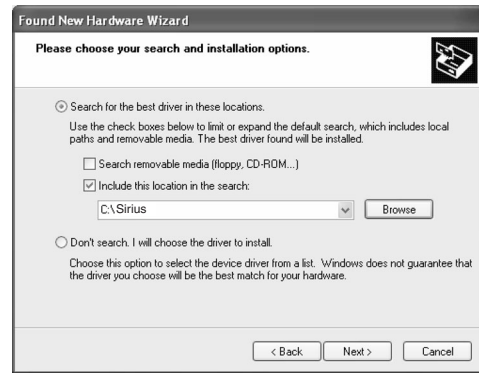 Found New Hardware Wizard
Please choose your search and installation options.
Search for the best driver in these locations.
Use the check boxes below to limit or expand the default search, which includes local
paths and removable media. The best driver found will be installed.
Search removable media (floppy, CD-ROM...)
Include this location in the search:
C:\Sirius
Browse
Don't search. I will choose the driver to install.
Choose this option to select the device driver from a list. Windows does not guarantee that
the driver you choose will be the best match for your hardware.
< Back Next > Cancel